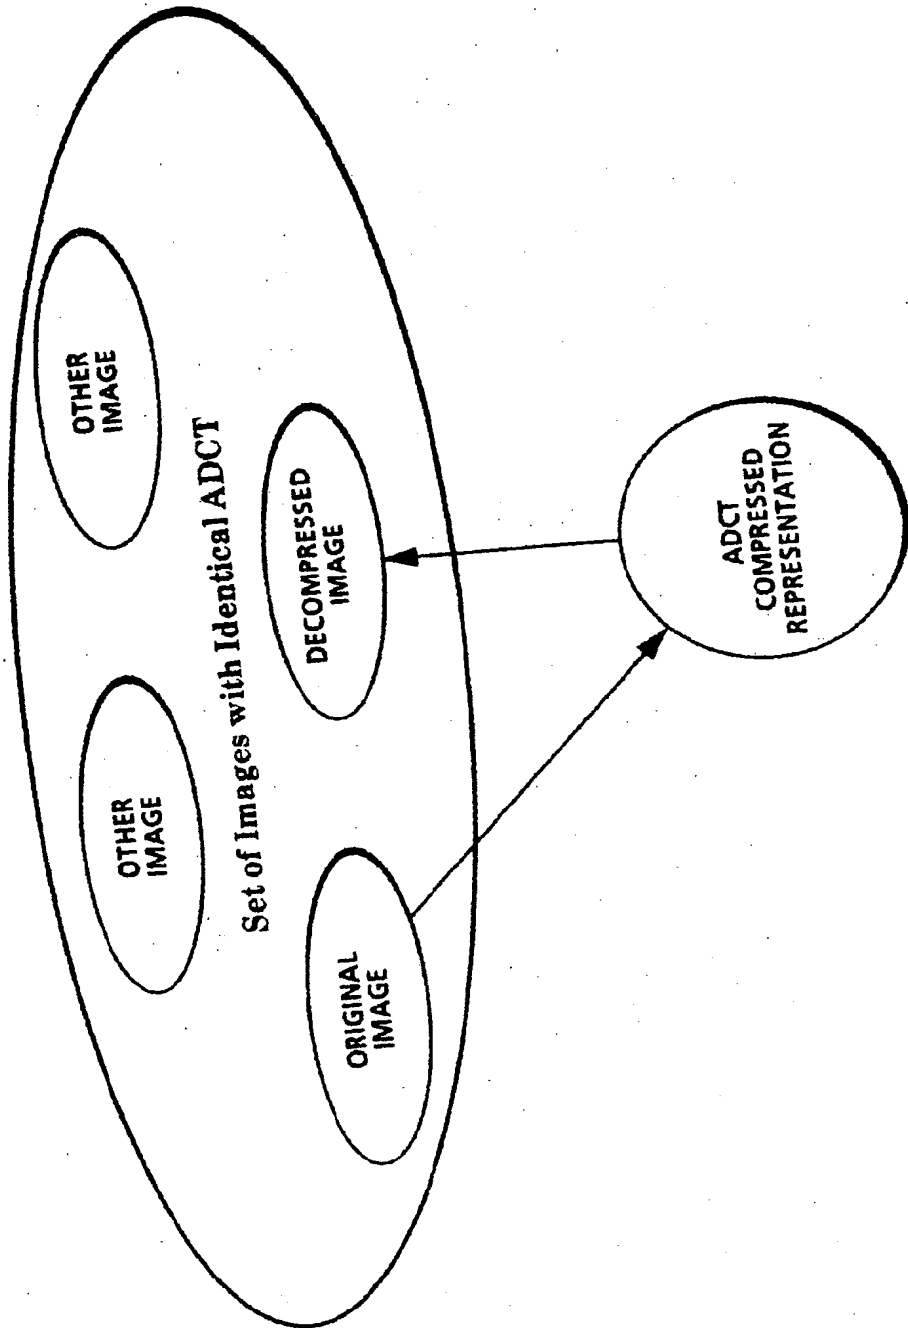 OTHER
IMAGE
OTHER
IMAGE
Set of Images with Identical ADCT
ORIGINAL
IMAGE
DECOMPRESSED
IMAGE
ADCT
COMPRESSED
REPRESENTATION